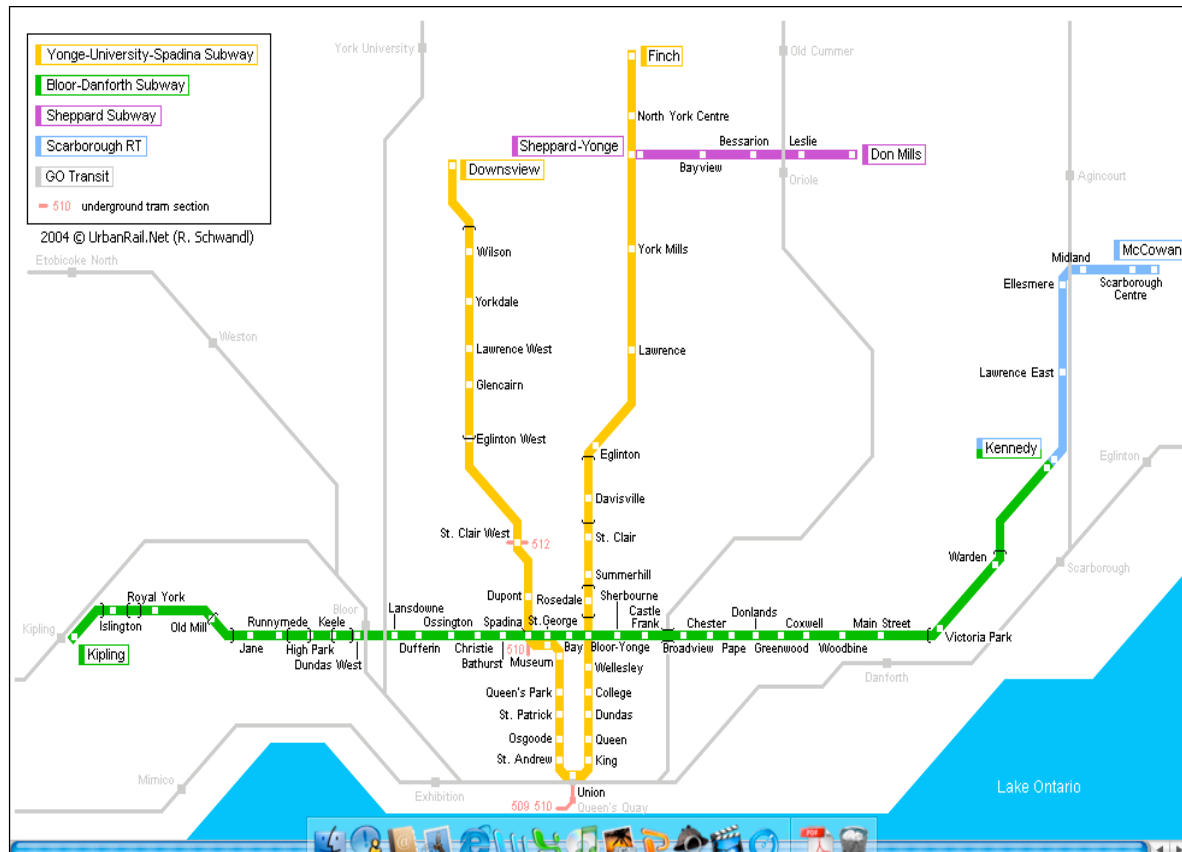 Yonge-University-Spadina Subway
Bloor-Danforth Subway
Sheppard Subway
Scarborough RT
GO Transit
510 underground tram section
2004 © UrbanRail.Net (R. Schwandl)
York University
Old Cummer
Finch
North York Centre
Sheppard-Yonge
Bessarion
Leslie
Bayview
Don Mills
Downsview
Oriole
Agincourt
Wilson
York Mills
McCowan
Midland
Etobicoke North
Ellesmere
Scarborough
Centre
Yorkdale
Weston
Lawrence West
Lawrence
Lawrence East
Glencairn
Eglinton West
Eglinton
Kennedy
Eglinton
Davisville
St. Clair West
512
St. Clair
Warden
Scarborough
Summerhill
Dupont
Rosedale
Sherbourne
Royal York
Lansdowne
Castle
Frank
Donlands
Islington
Old Mill
Runnymede
Keele
Bloor
Ossington
Spadina
St.George
Chester
Coxwell
Main Street
Kipling
Kipling
Jane
High Park
Dundas West
Dufferin
Christie
Bathurst
510
Museum
Bay
Bloor-Yonge
Broadview
Pape
Greenwood
Woodbine
Victoria Park
Wellesley
Danforth
Queen's Park
College
St. Patrick
Dundas
Osgoode
Queen
St. Andrew
King
Mimico
Exhibition
Union
509 510
Queen's Quay
Lake Ontario
PDF